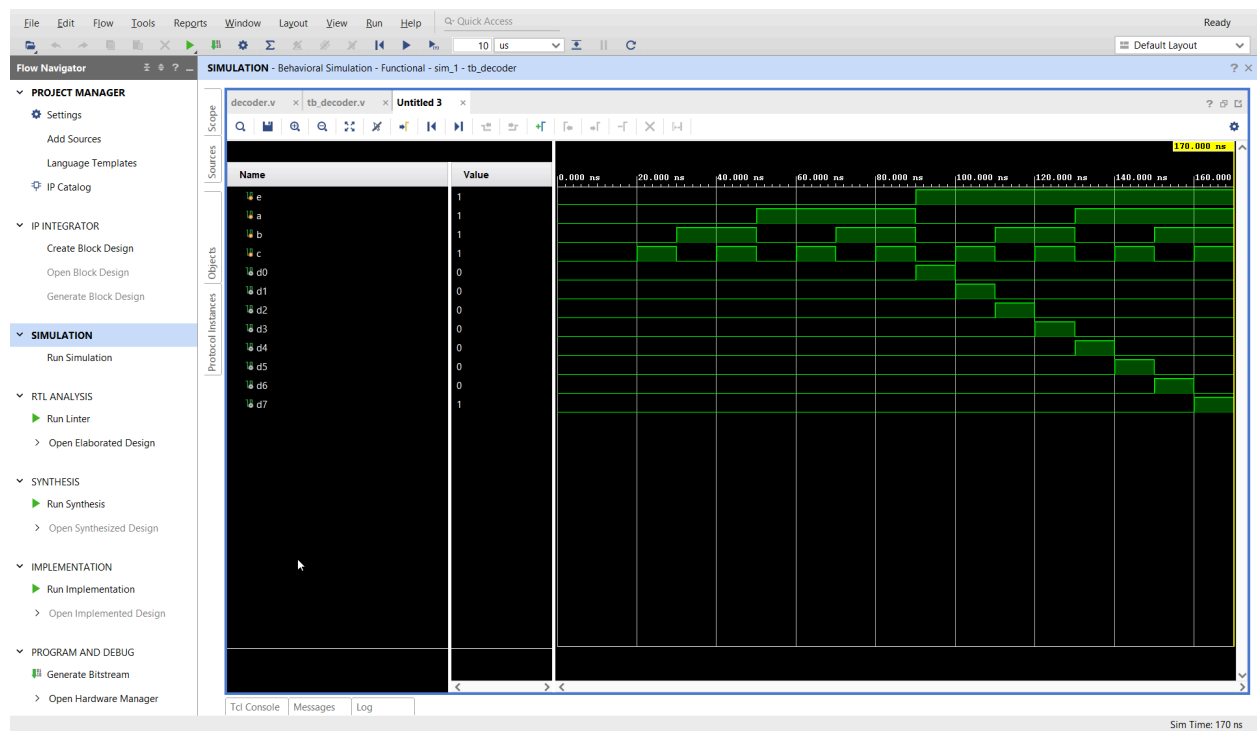 File Edit Flow Tools Reports Window Layout View Run Help Q- Quick Access Ready
10 us Default Layout
Flow Navigator SIMULATION - Behavioral Simulation - Functional - sim_1 - tb_decoder
PROJECT MANAGER
Settings
Add Sources
Language Templates
IP Catalog
IP INTEGRATOR
Create Block Design
Open Block Design
Generate Block Design
SIMULATION
Run Simulation
RTL ANALYSIS
Run Linter
Open Elaborated Design
SYNTHESIS
Run Synthesis
Open Synthesized Design
IMPLEMENTATION
Run Implementation
Open Implemented Design
PROGRAM AND DEBUG
Generate Bitstream
Open Hardware Manager
Scope
Sources
Objects
Protocol Instances
decoder.v tb_decoder.v Untitled 3
170.000 ns
Name Value 0.000 ns 20.000 ns 40.000 ns 60.000 ns 80.000 ns 100.000 ns 120.000 ns 140.000 ns 160.000
e 1
a 1
b 1
c 1
d0 0
d1 0
d2 0
d3 0
d4 0
d5 0
d6 0
d7 1
Tcl Console Messages Log
Sim Time: 170 ns